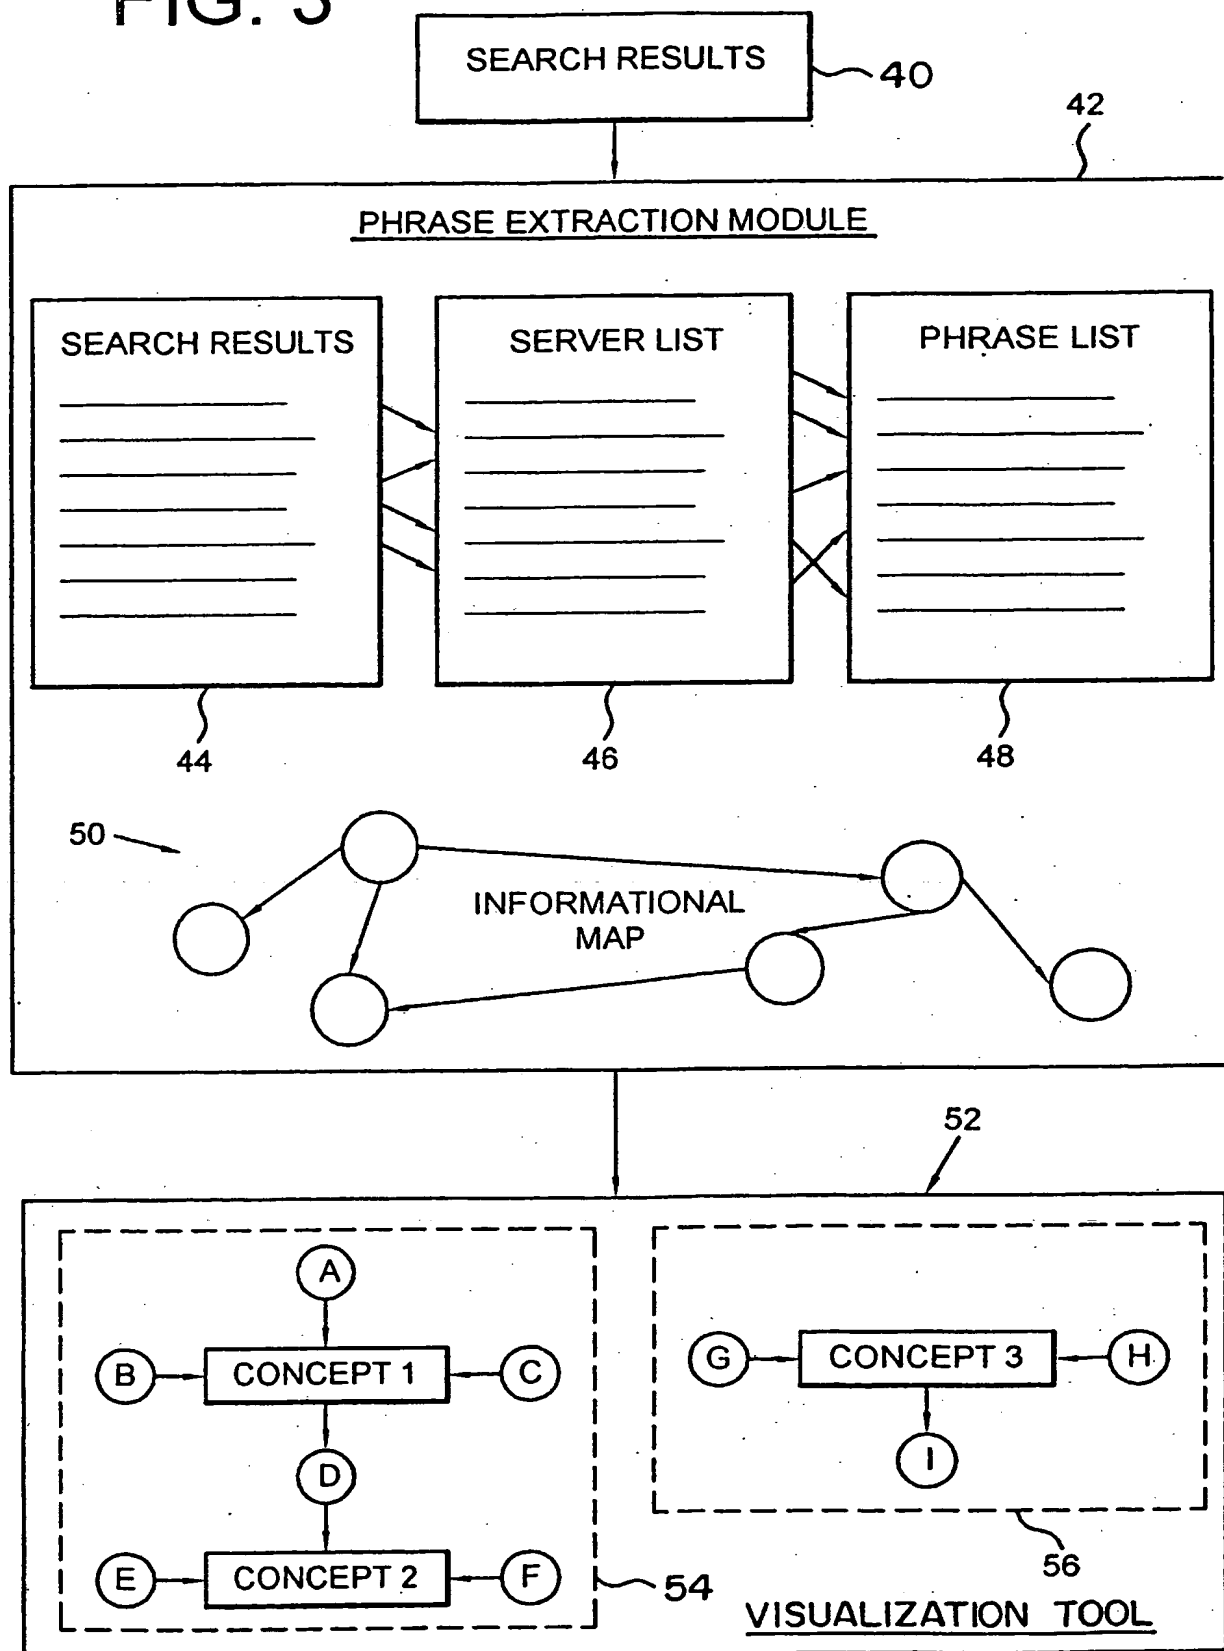 FIG. 3
SEARCH RESULTS
40
42
PHRASE EXTRACTION MODULE
SEARCH RESULTS
SERVER LIST
PHRASE LIST
44
46
48
50
INFORMATIONAL
MAP
52
A
B
CONCEPT 1
C
D
E
CONCEPT 2
F
54
G
CONCEPT 3
H
I
56
VISUALIZATION TOOL